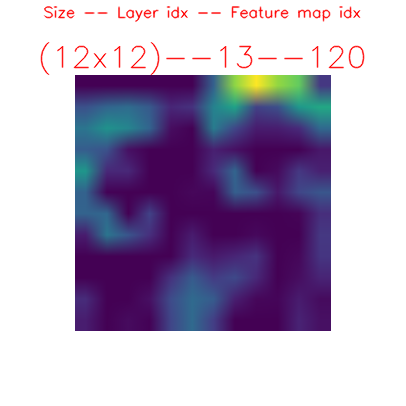 Size -- Layer idx -- Feature map idx
(12x12)--13--120